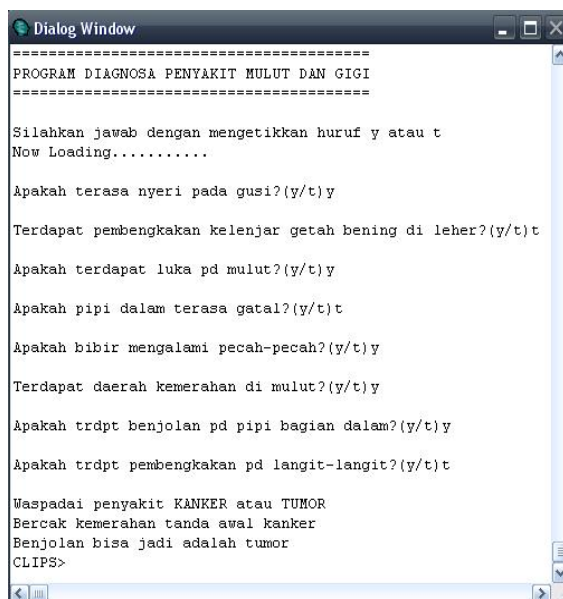 Dialog Window
========================================
PROGRAM DIAGNOSA PENYAKIT MULUT DAN GIGI
========================================
Silahkan jawab dengan mengetikkan huruf y atau t
Now Loading...........
Apakah terasa nyeri pada gusi?(y/t)y
Terdapat pembengkakan kelenjar getah bening di leher?(y/t)t
Apakah terdapat luka pd mulut?(y/t)y
Apakah pipi dalam terasa gatal?(y/t)t
Apakah bibir mengalami pecah-pecah?(y/t)y
Terdapat daerah kemerahan di mulut?(y/t)y
Apakah trdpt benjolan pd pipi bagian dalam?(y/t)y
Apakah trdpt pembengkakan pd langit-langit?(y/t)t
Waspadai penyakit KANKER atau TUMOR
Bercak kemerahan tanda awal kanker
Benjolan bisa jadi adalah tumor
CLIPS>